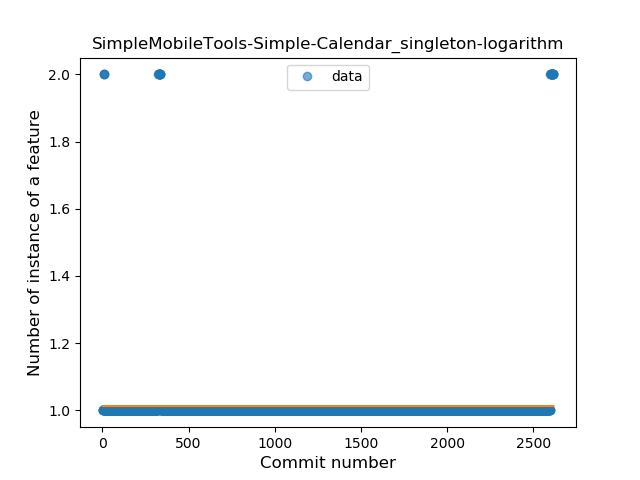 SimpleMobileTools-Simple-Calendar_singleton-logarithm
data
Number of instance of a feature
2.0
1.8
1.6
1.4
1.2
1.0
0 500 1000 1500 2000 2500
Commit number